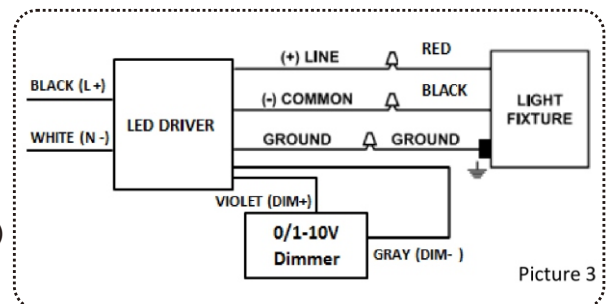 (+) LINE RED
BLACK (L+)
(-) COMMON BLACK
LED DRIVER
LIGHT
FIXTURE
WHITE (N -)
GROUND GROUND
VIOLET (DIM+)
0/1-10V
Dimmer
GRAY (DIM- )
)
Picture 3